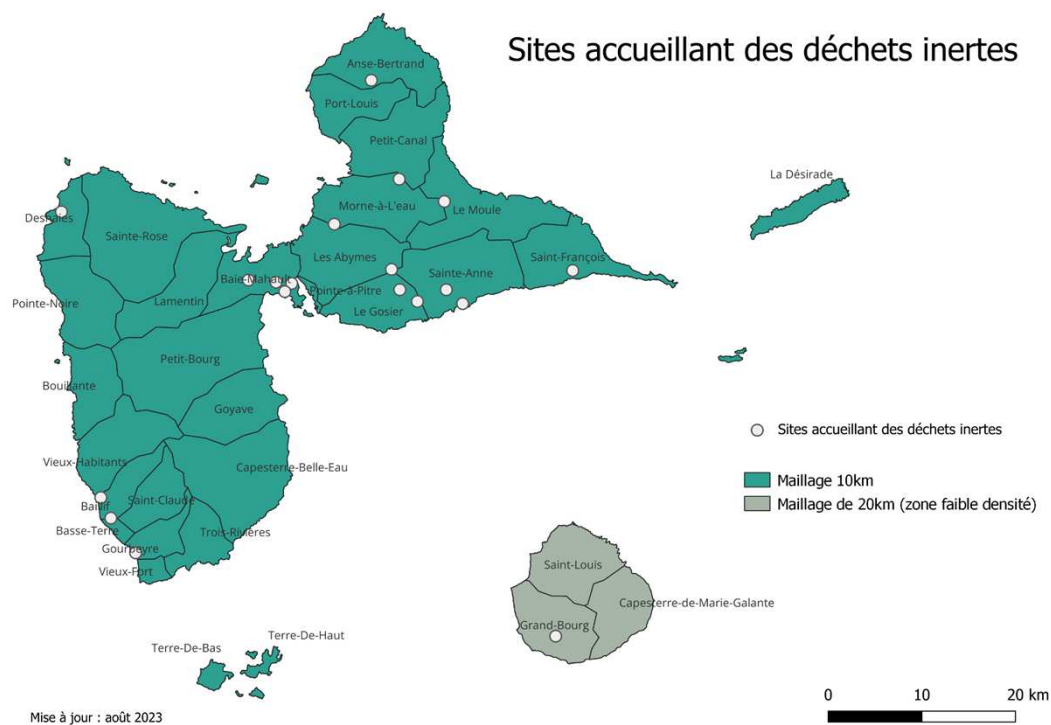 Sites accueillant des déchets inertes
Anse-Bertrand
Port-Louis
Petit-Canal
La Désirade
Morne-à-L'eau
Le Moule
Deshaies
Sainte-Rose
Les Abymes
Saint-François
Sainte-Anne
Baie-Mahault
Pointe-à-Pitre
Pointe-Noire
Lamentin
Le Gosier
Petit-Bourg
Bouillante
Goyave
Sites accueillant des déchets inertes
Vieux-Habitants
Capesterre-Belle-Eau
Maillage 10km
Saint-Claude
Maillage de 20km (zone faible densité)
Baillif
Basse-Terre
Trois-Rivières
Gourbeyre
Vieux-Fort
Saint-Louis
Capesterre-de-Marie-Galante
Grand-Bourg
Terre-De-Haut
Terre-De-Bas
0 10 20 km
Mise à jour : août 2023